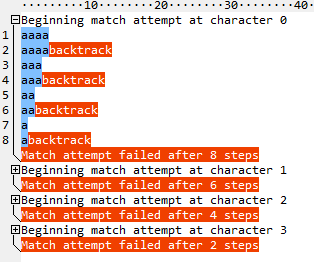 10 20 30 40
Beginning match attempt at character 0
1 aaaa
2 aaaabacktrack
3 aaa
4 aaabacktrack
5 aa
6 aabacktrack
7 a
8 abacktrack
Match attempt failed after 8 steps
Beginning match attempt at character 1
Match attempt failed after 6 steps
Beginning match attempt at character 2
Match attempt failed after 4 steps
Beginning match attempt at character 3
Match attempt failed after 2 steps